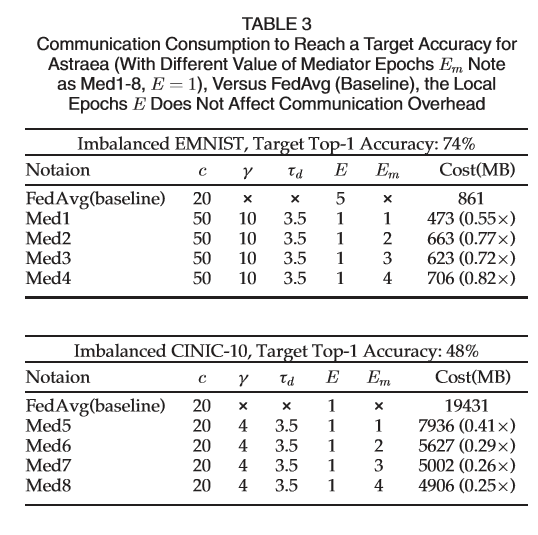 TABLE 3
Communication Consumption to Reach a Target Accuracy for
Astraea (With Different Value of Mediator Epochs Eₘ Note
as Med1-8, E = 1), Versus FedAvg (Baseline), the Local
Epochs E Does Not Affect Communication Overhead
Imbalanced EMNIST, Target Top-1 Accuracy: 74%
Notaion c γ τd E Eₘ Cost(MB)
FedAvg(baseline) 20 × × 5 × 861
Med1 50 10 3.5 1 1 473 (0.55×)
Med2 50 10 3.5 1 2 663 (0.77×)
Med3 50 10 3.5 1 3 623 (0.72×)
Med4 50 10 3.5 1 4 706 (0.82×)
Imbalanced CINIC-10, Target Top-1 Accuracy: 48%
Notaion c γ τd E Eₘ Cost(MB)
FedAvg(baseline) 20 × × 1 × 19431
Med5 20 4 3.5 1 1 7936 (0.41×)
Med6 20 4 3.5 1 2 5627 (0.29×)
Med7 20 4 3.5 1 3 5002 (0.26×)
Med8 20 4 3.5 1 4 4906 (0.25×)